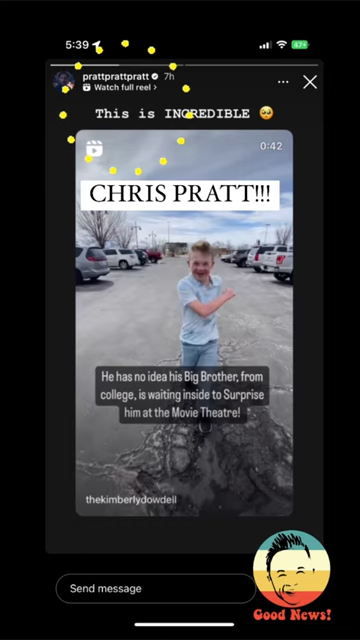 5:39
47
prattprattpratt 7h
Watch full reel >
This is INCREDIBLE 🥺
0:42
CHRIS PRATT!!!
He has no idea his Big Brother, from
college, is waiting inside to Surprise
him at the Movie Theatre!
thekimberlydowdell
Send message
Good News!